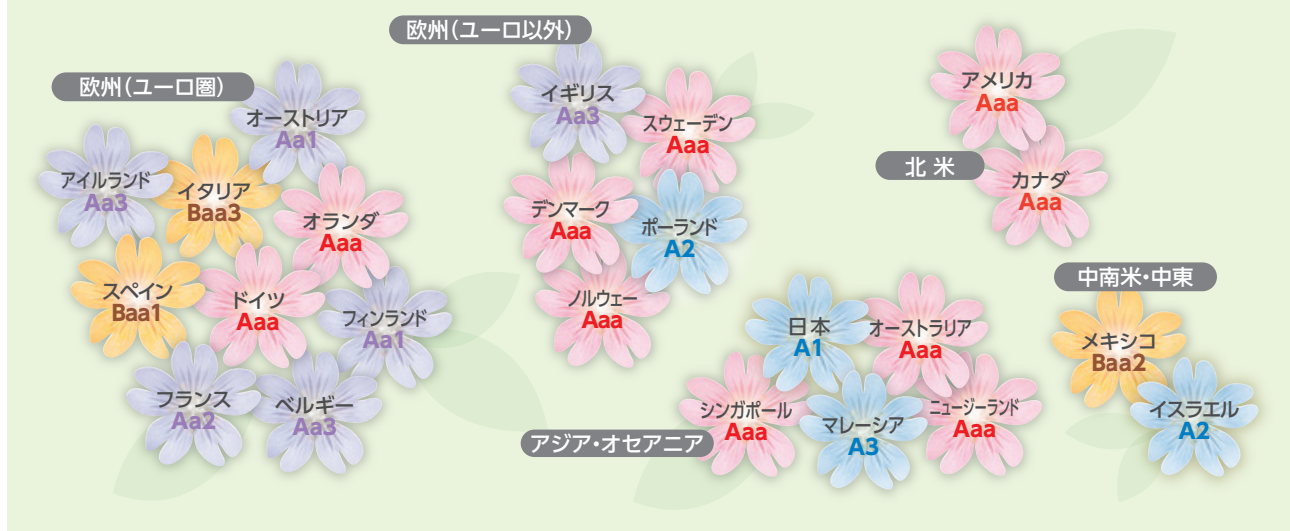 欧州(ユーロ圏)
オーストリア
Aa1
アイルランド
Aa3
イタリア
Baa3
オランダ
Aaa
スペイン
Baa1
ドイツ
Aaa
フィンランド
Aa1
フランス
Aa2
ベルギー
Aa3
欧州(ユーロ以外)
イギリス
Aa3
スウェーデン
Aaa
デンマーク
Aaa
ポーランド
A2
ノルウェー
Aaa
北 米
アメリカ
Aaa
カナダ
Aaa
アジア・オセアニア
日本
A1
オーストラリア
Aaa
シンガポール
Aaa
マレーシア
A3
ニュージーランド
Aaa
中南米・中東
メキシコ
Baa2
イスラエル
A2